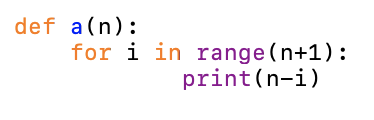 def a(n):
    for i in range(n+1):
            print(n-i)